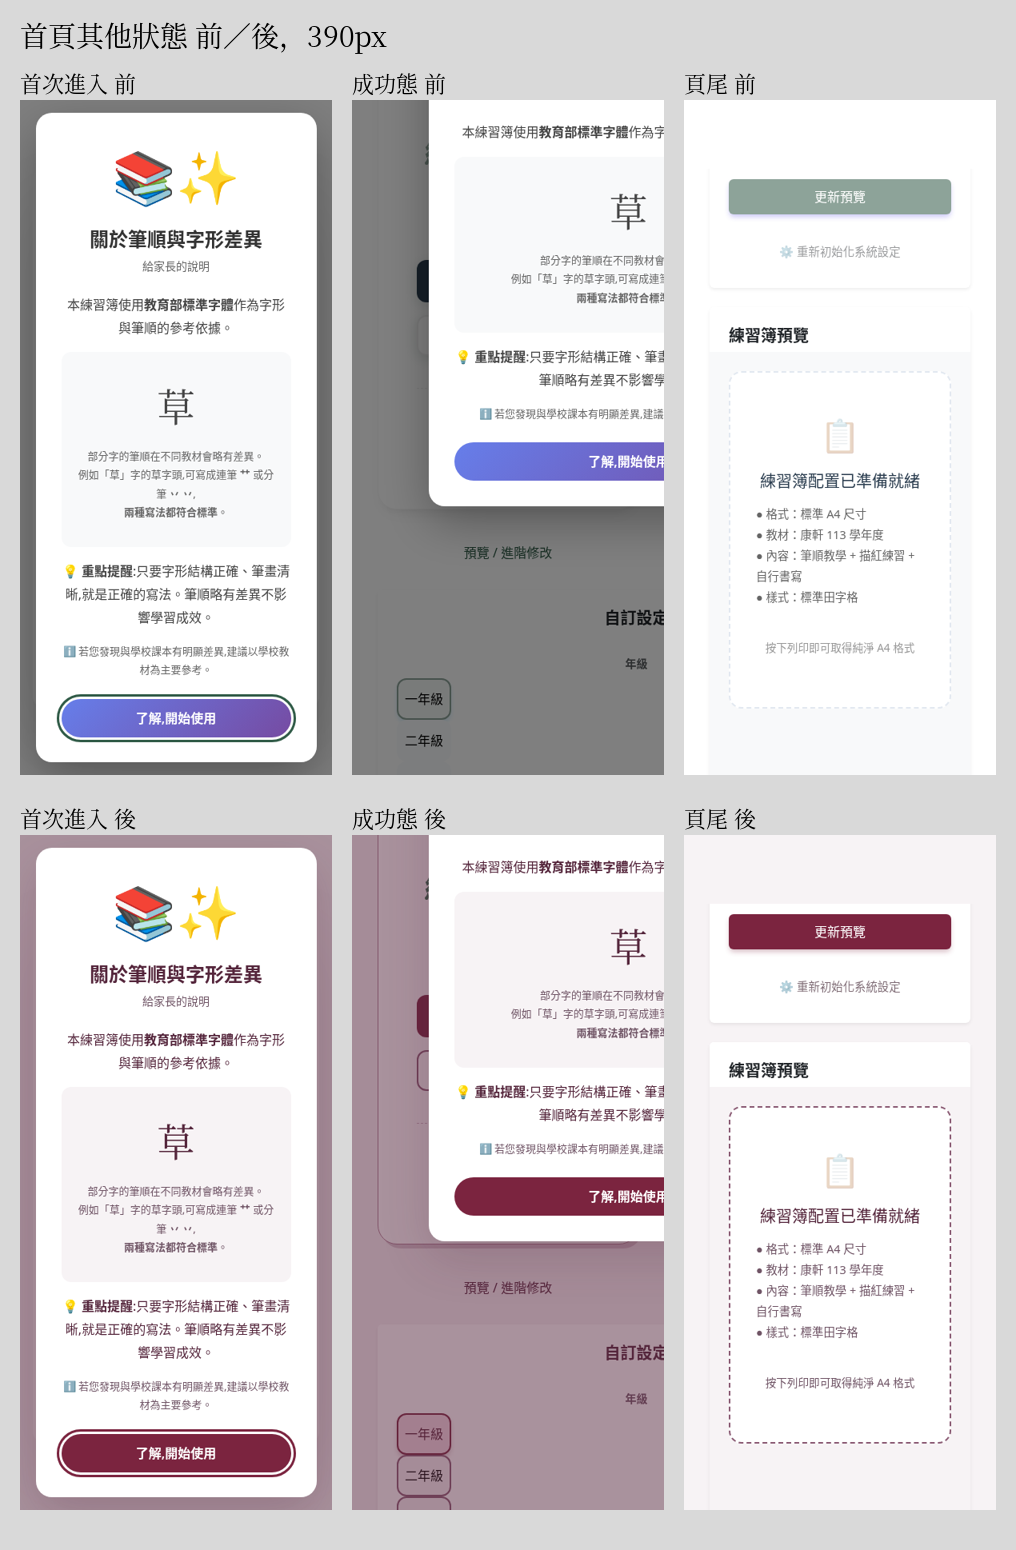 首頁其他狀態 前／後，390px
首次進入 前
成功態 前
頁尾 前
關於筆順與字形差異
給家長的說明
本練習簿使用教育部標準字體作為字形
與筆順的參考依據。
草
部分字的筆順在不同教材會略有差異。
例如「草」字的草字頭,可寫成連筆 艹 或分
筆 丷丷,
兩種寫法都符合標準。
💡 重點提醒:只要字形結構正確、筆畫清
晰,就是正確的寫法。筆順略有差異不影
響學習成效。
ℹ️ 若您發現與學校課本有明顯差異,建議以學校教
材為主要參考。
了解,開始使用
本練習簿使用教育部標準字體作為字
草
部分字的筆順在不同教材會
例如「草」字的草字頭,可寫成連筆
兩種寫法都符合標準
💡 重點提醒:只要字形結構正確、筆畫
筆順略有差異不影響學
ℹ️ 若您發現與學校課本有明顯差異,建議
了解,開始使用
預覽 / 進階修改
自訂設定
年級
一年級
二年級
更新預覽
⚙️ 重新初始化系統設定
練習簿預覽
練習簿配置已準備就緒
● 格式：標準 A4 尺寸
● 教材：康軒 113 學年度
● 內容：筆順教學 + 描紅練習 +
自行書寫
● 樣式：標準田字格
按下列印即可取得純淨 A4 格式
首次進入 後
成功態 後
頁尾 後
關於筆順與字形差異
給家長的說明
本練習簿使用教育部標準字體作為字形
與筆順的參考依據。
草
部分字的筆順在不同教材會略有差異。
例如「草」字的草字頭,可寫成連筆 艹 或分
筆 丷丷,
兩種寫法都符合標準。
💡 重點提醒:只要字形結構正確、筆畫清
晰,就是正確的寫法。筆順略有差異不影
響學習成效。
ℹ️ 若您發現與學校課本有明顯差異,建議以學校教
材為主要參考。
了解,開始使用
本練習簿使用教育部標準字體作為字
草
部分字的筆順在不同教材會
例如「草」字的草字頭,可寫成連筆
兩種寫法都符合標準
💡 重點提醒:只要字形結構正確、筆畫
筆順略有差異不影響學
ℹ️ 若您發現與學校課本有明顯差異,建議
了解,開始使用
預覽 / 進階修改
自訂設定
年級
一年級
二年級
更新預覽
⚙️ 重新初始化系統設定
練習簿預覽
練習簿配置已準備就緒
● 格式：標準 A4 尺寸
● 教材：康軒 113 學年度
● 內容：筆順教學 + 描紅練習 +
自行書寫
● 樣式：標準田字格
按下列印即可取得純淨 A4 格式